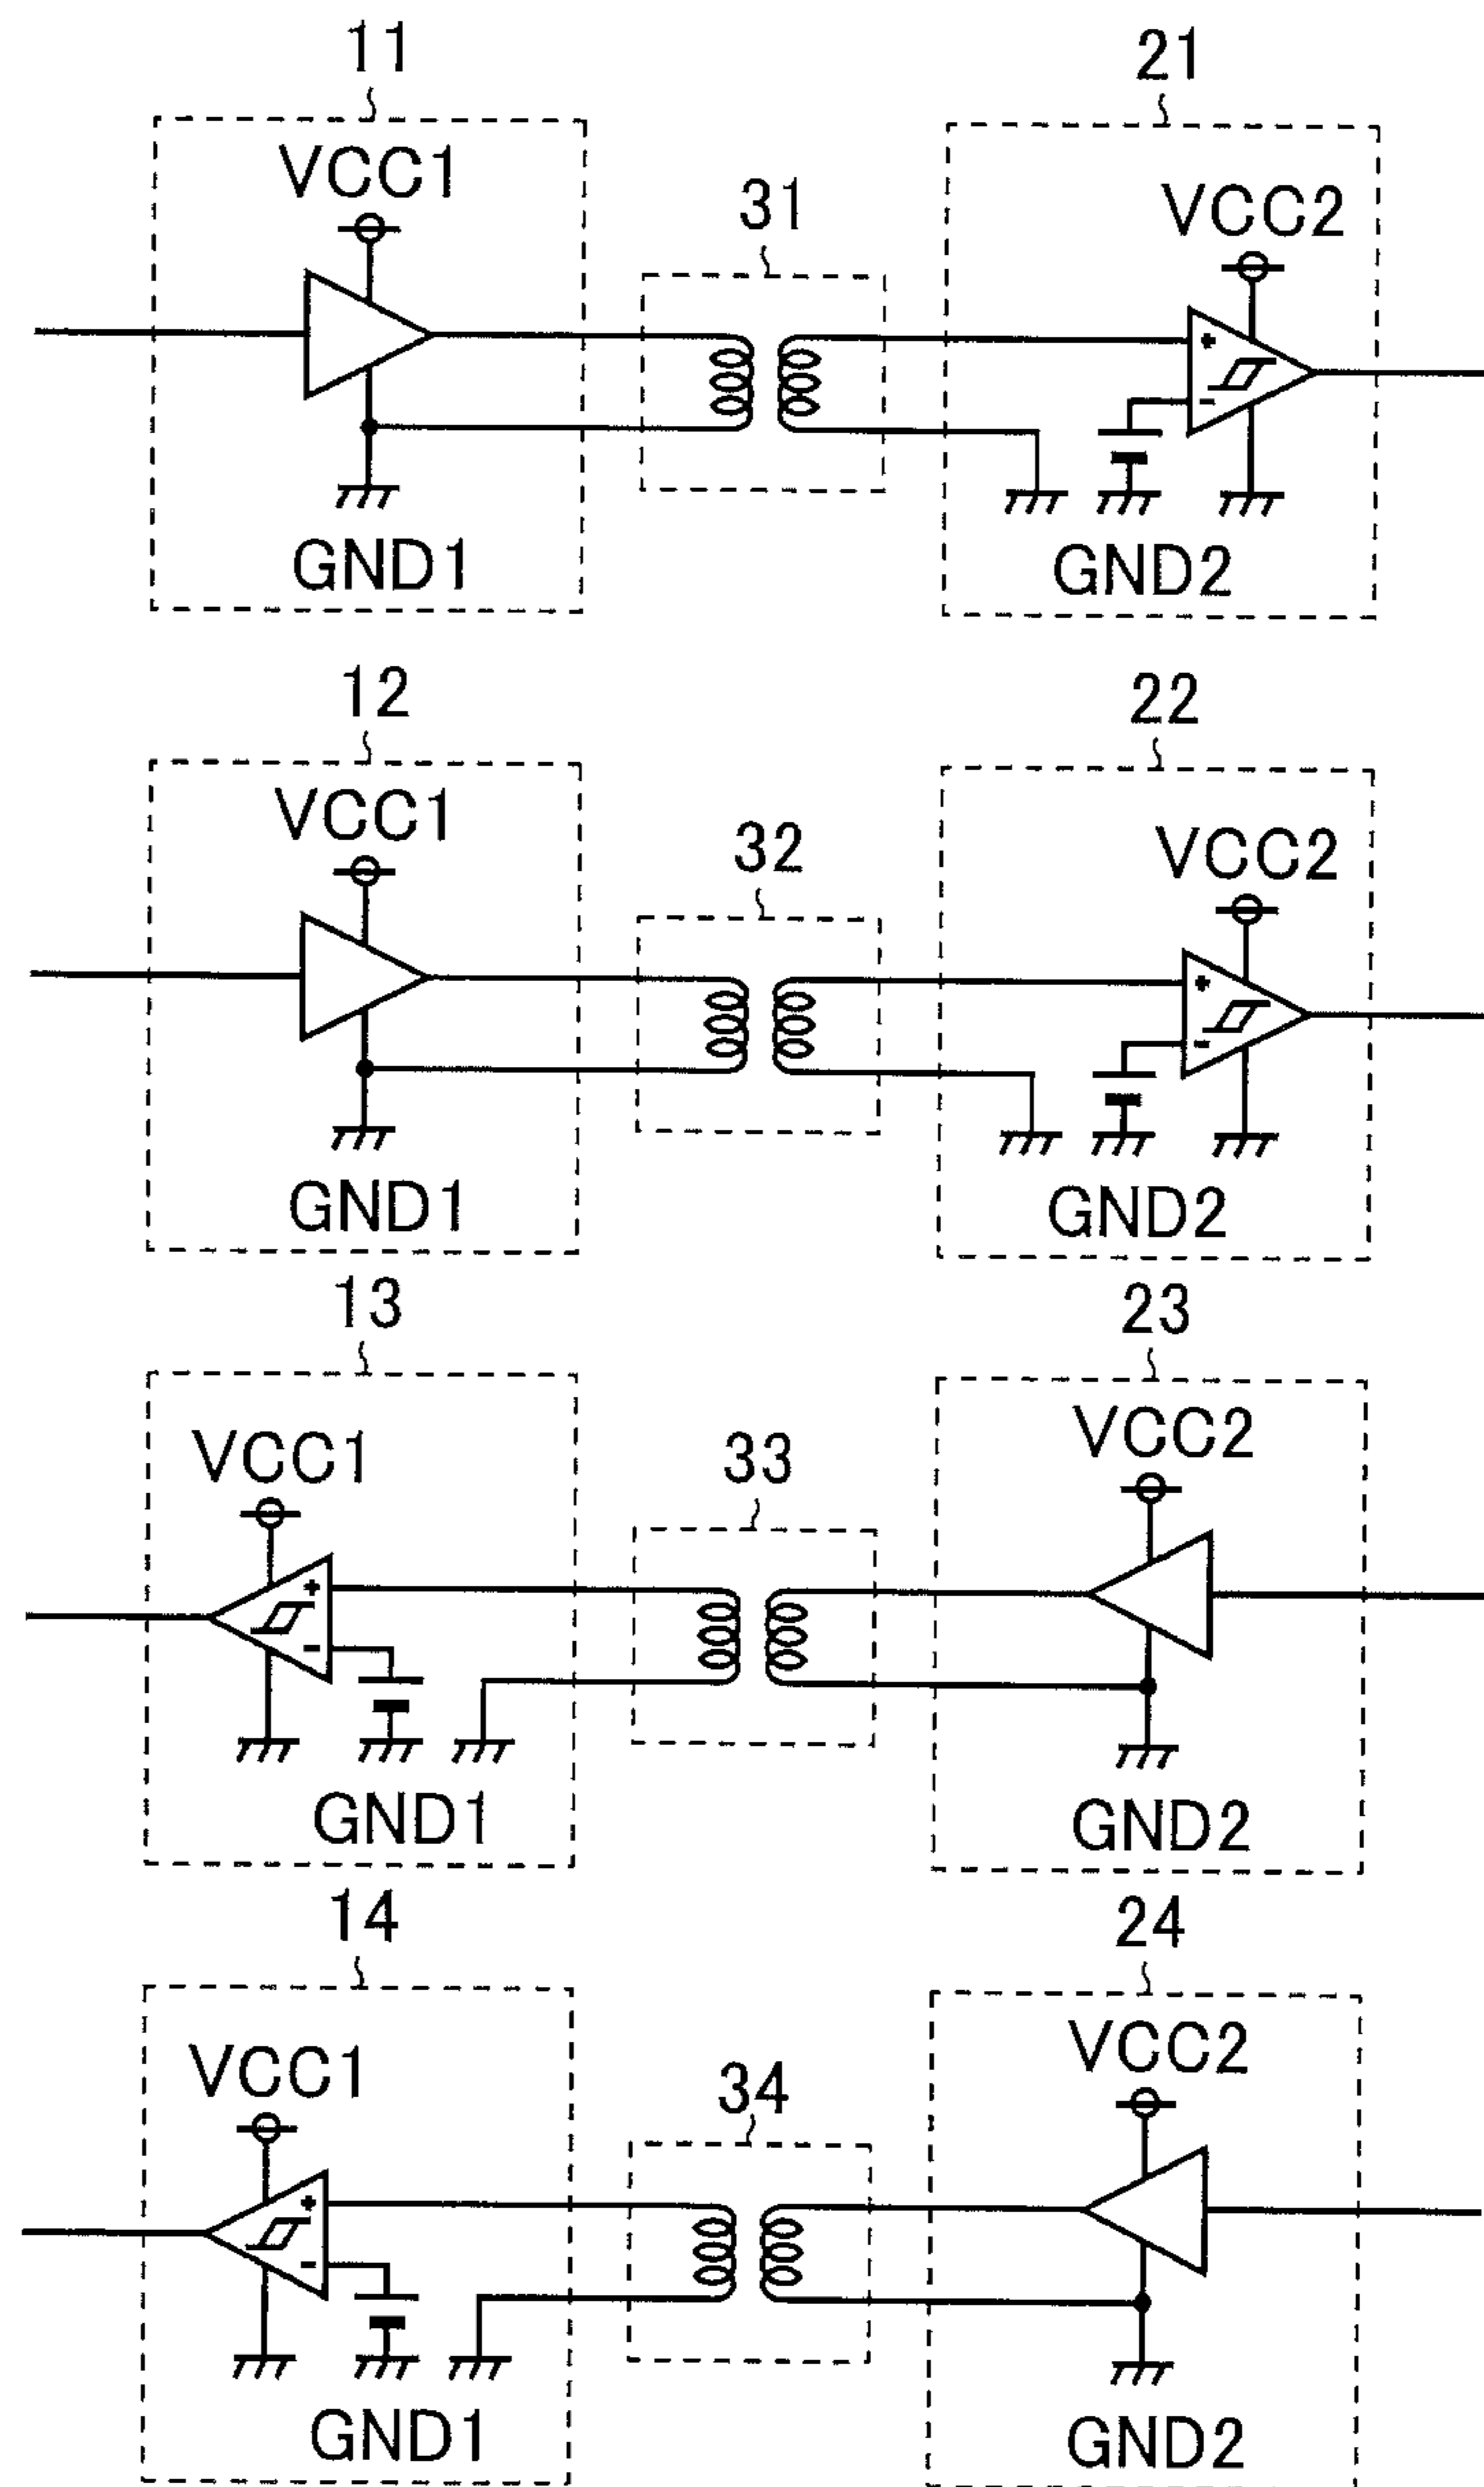 11
21
VCC1
31
VCC2
+
-
GND1
GND2
12
22
VCC1
32
VCC2
+
-
GND1
GND2
13
23
VCC1
33
VCC2
+
-
GND1
GND2
14
24
VCC1
34
VCC2
+
-
GND1
GND2